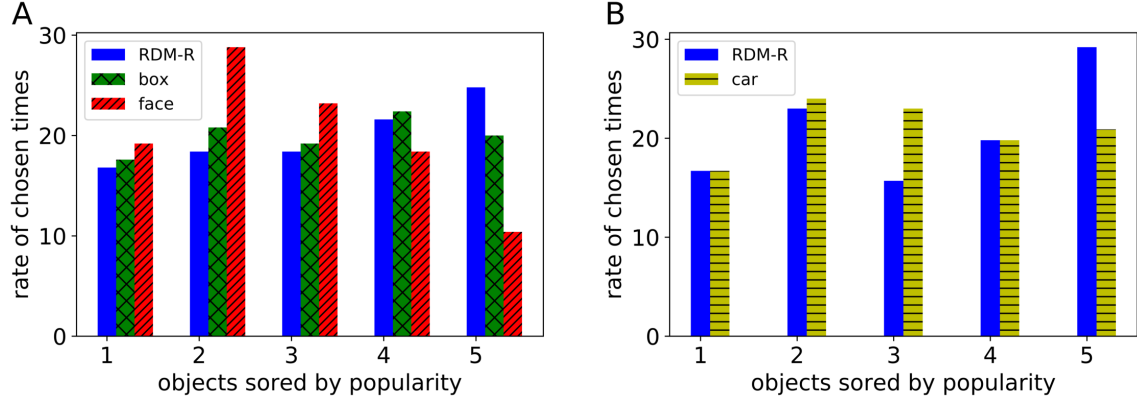 A
30
20
10
0
rate of chosen times
RDM-R
box
face
1 2 3 4 5
objects sored by popularity
B
30
20
10
0
rate of chosen times
RDM-R
car
1 2 3 4 5
objects sored by popularity